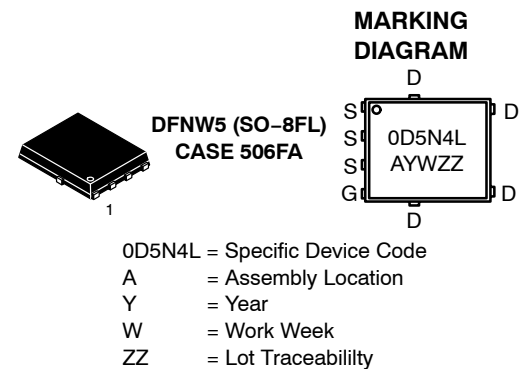 MARKING
DIAGRAM
DFNW5 (SO−8FL)
CASE 506FA
1
D
S
D
S
0D5N4L
S
AYWZZ
G
D
D
0D5N4L = Specific Device Code
A = Assembly Location
Y = Year
W = Work Week
ZZ = Lot Traceabililty